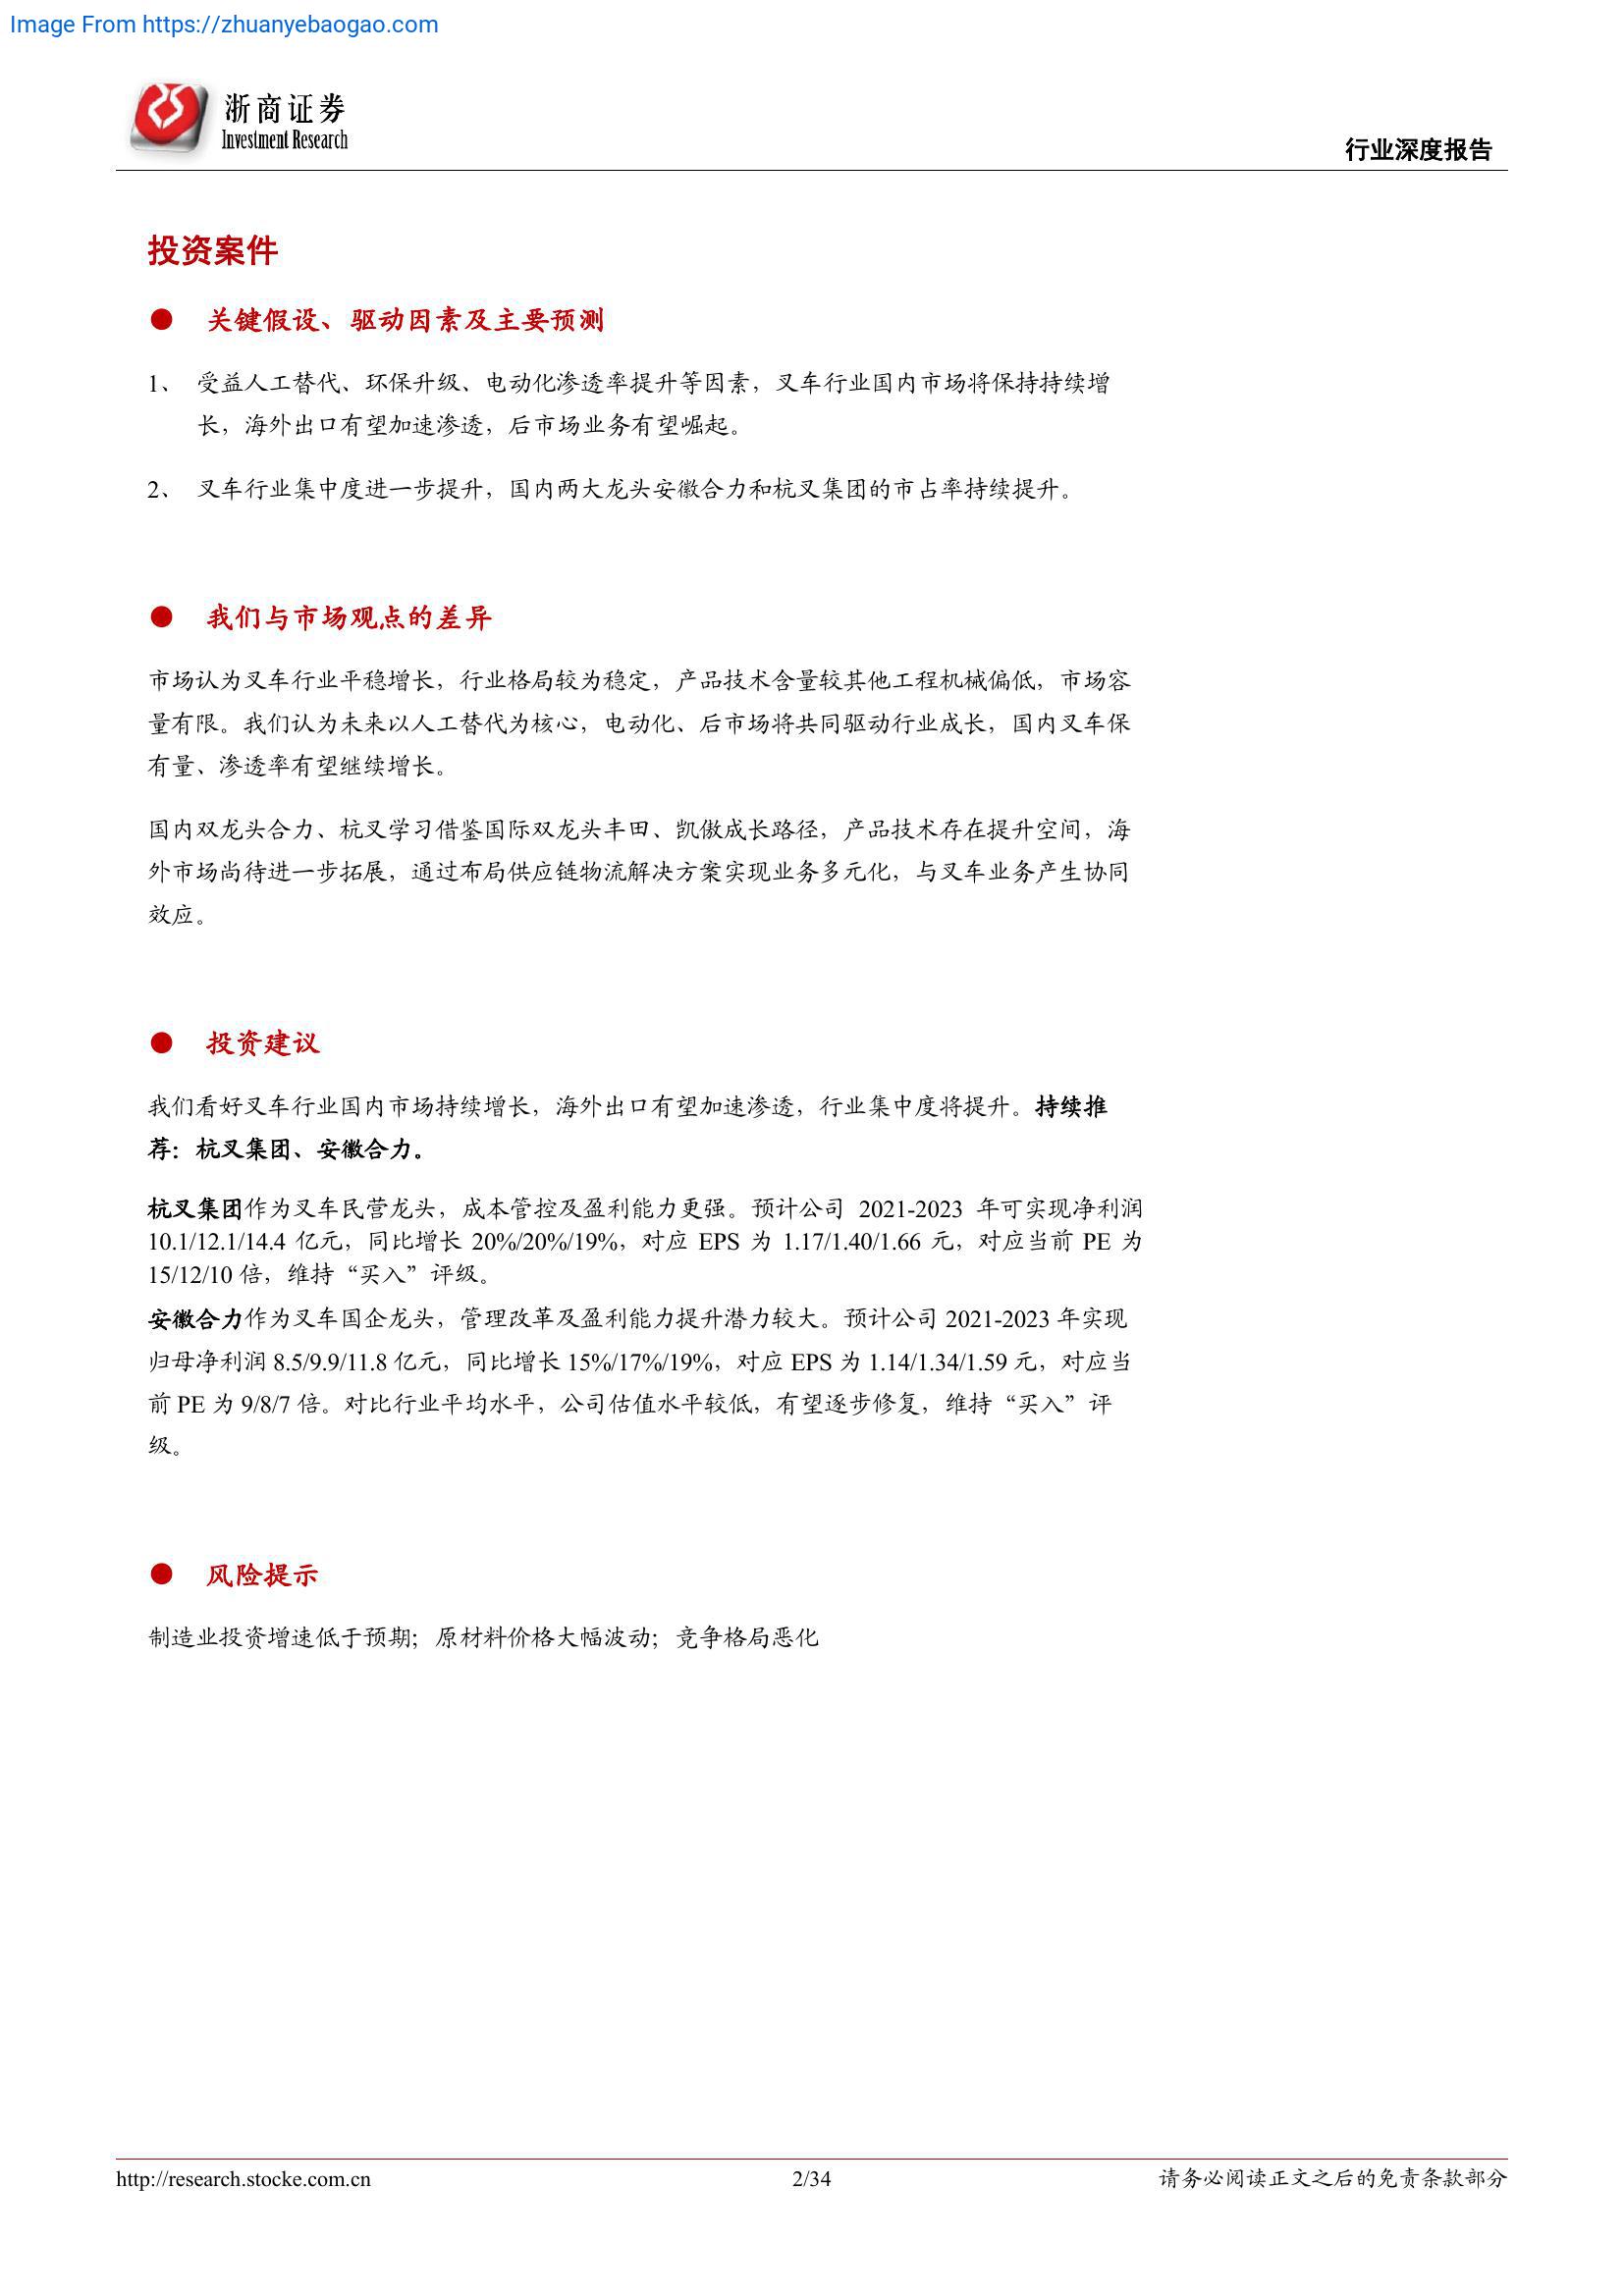 Image From https://zhuanyebaogao.com
浙商证券
Investment Research
行业深度报告
投资案件
● 关键假设、驱动因素及主要预测
1、 受益人工替代、环保升级、电动化渗透率提升等因素，叉车行业国内市场将保持持续增
长，海外出口有望加速渗透，后市场业务有望崛起。
2、 叉车行业集中度进一步提升，国内两大龙头安徽合力和杭叉集团的市占率持续提升。
● 我们与市场观点的差异
市场认为叉车行业平稳增长，行业格局较为稳定，产品技术含量较其他工程机械偏低，市场容
量有限。我们认为未来以人工替代为核心，电动化、后市场将共同驱动行业成长，国内叉车保
有量、渗透率有望继续增长。
国内双龙头合力、杭叉学习借鉴国际双龙头丰田、凯傲成长路径，产品技术存在提升空间，海
外市场尚待进一步拓展，通过布局供应链物流解决方案实现业务多元化，与叉车业务产生协同
效应。
● 投资建议
我们看好叉车行业国内市场持续增长，海外出口有望加速渗透，行业集中度将提升。持续推
荐：杭叉集团、安徽合力。
杭叉集团作为叉车民营龙头，成本管控及盈利能力更强。预计公司 2021-2023 年可实现净利润
10.1/12.1/14.4 亿元，同比增长 20%/20%/19%，对应 EPS 为 1.17/1.40/1.66 元，对应当前 PE 为
15/12/10 倍，维持“买入”评级。
安徽合力作为叉车国企龙头，管理改革及盈利能力提升潜力较大。预计公司 2021-2023 年实现
归母净利润 8.5/9.9/11.8 亿元，同比增长 15%/17%/19%，对应 EPS 为 1.14/1.34/1.59 元，对应当
前 PE 为 9/8/7 倍。对比行业平均水平，公司估值水平较低，有望逐步修复，维持“买入”评
级。
● 风险提示
制造业投资增速低于预期；原材料价格大幅波动；竞争格局恶化
http://research.stocke.com.cn
2/34
请务必阅读正文之后的免责条款部分